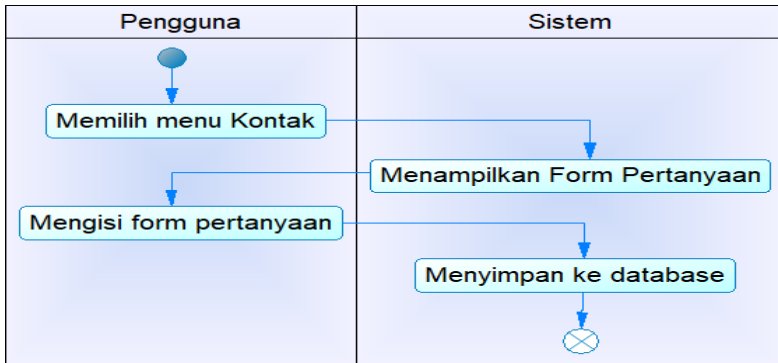 Pengguna
Sistem
Memilih menu Kontak
Menampilkan Form Pertanyaan
Mengisi form pertanyaan
Menyimpan ke database